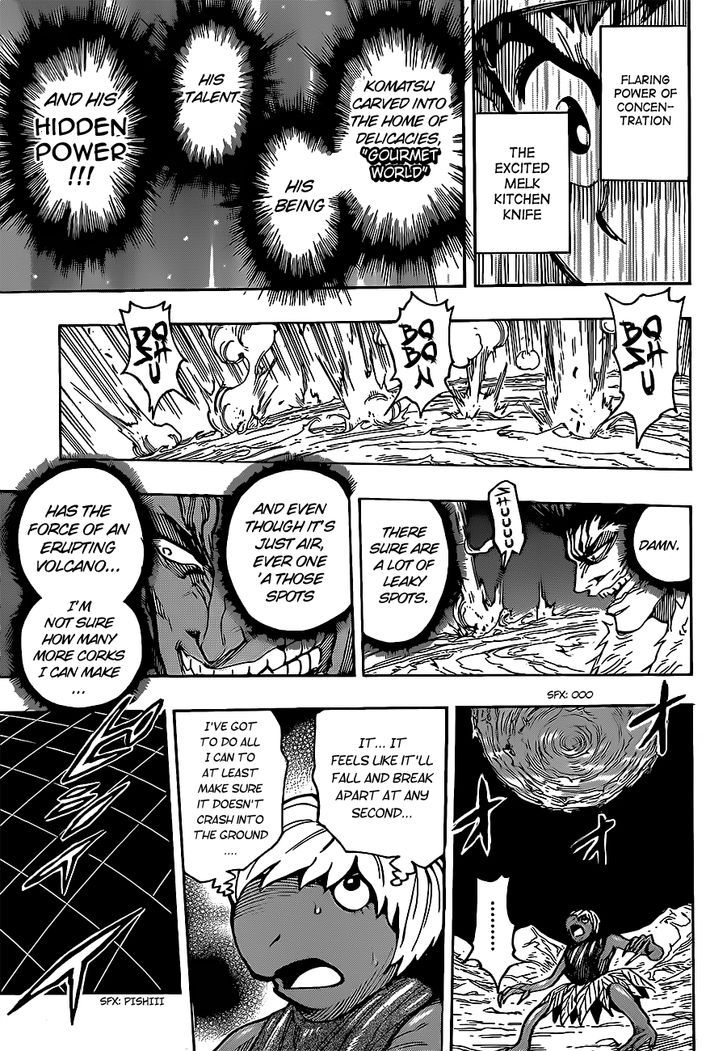 FLARING
POWER OF
CONCEN-
TRATION
THE
EXCITED
MELK
KITCHEN
KNIFE
KOMATSU
CARVED INTO
THE HOME OF
DELICACIES,
"GOURMET
WORLD"
HIS
BEING
HIS
TALENT
AND HIS
HIDDEN
POWER
!!!
BOHSU
BOBON
BOHSU
DAMN.
SHUUUU
THERE
SURE ARE
A LOT OF
LEAKY
SPOTS.
AND EVEN
THOUGH IT'S
JUST AIR,
EVER ONE
'A THOSE
SPOTS
HAS THE
FORCE OF AN
ERUPTING
VOLCANO...
I'M
NOT SURE
HOW MANY
MORE CORKS
I CAN MAKE
...
SFX: OOO
.........
IT... IT
FEELS LIKE IT'LL
FALL AND BREAK
APART AT ANY
SECOND...
I'VE GOT
TO DO ALL
I CAN TO
AT LEAST
MAKE SURE
IT DOESN'T
CRASH INTO
THE GROUND
....
SFX: PISHIII